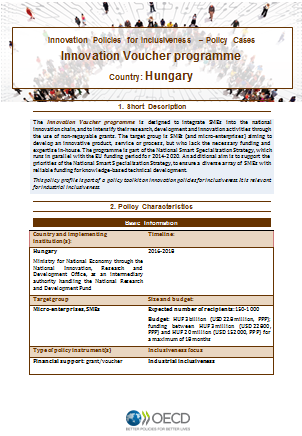 Innovation Policies for Inclusiveness – Policy Cases
Innovation Voucher programme
Country: Hungary
1. Short Description
The Innovation Voucher programme is designed to integrate SMEs into the national
innovation chain, and to intensify their research, development and innovation activities through
the use of non-repayable grants. The target group is SMEs (and micro-enterprises) aiming to
develop an innovative product, service or process, but who lack the necessary funding and
expertise in-house. The programme is part of the National Smart Specialization Strategy, which
runs in parallel with the EU funding period for 2014-2020. An additional aim is to support the
priorities of the National Smart Specialization Strategy, to ensure a diverse array of SMEs with
reliable funding for knowledge-based technical development.
This policy profile is part of a policy toolkit on innovation policies for inclusiveness. It is relevant
for industrial inclusiveness.
2. Policy Characteristics
Basic Information
Country and implementing
institution(s):
Timeline:
Hungary
2016-2018
Ministry for National Economy through the
National Innovation, Research and
Development Office, as an intermediary
authority handling the National Research
and Development Fund
Target group
Size and budget:
Micro-enterprises, SMEs
Expected number of recipients: 150-1 000
Budget: HUF 3 billion (USD 22.8 million, PPP);
funding between HUF 3 million (USD 22 800,
PPP) and HUF 20 million (USD 152 000, PPP) for
a maximum of 18 months
Type of policy instrument(s)
Inclusiveness focus
Financial support: grant/voucher
Industrial inclusiveness
OECD
BETTER POLICIES FOR BETTER LIVES